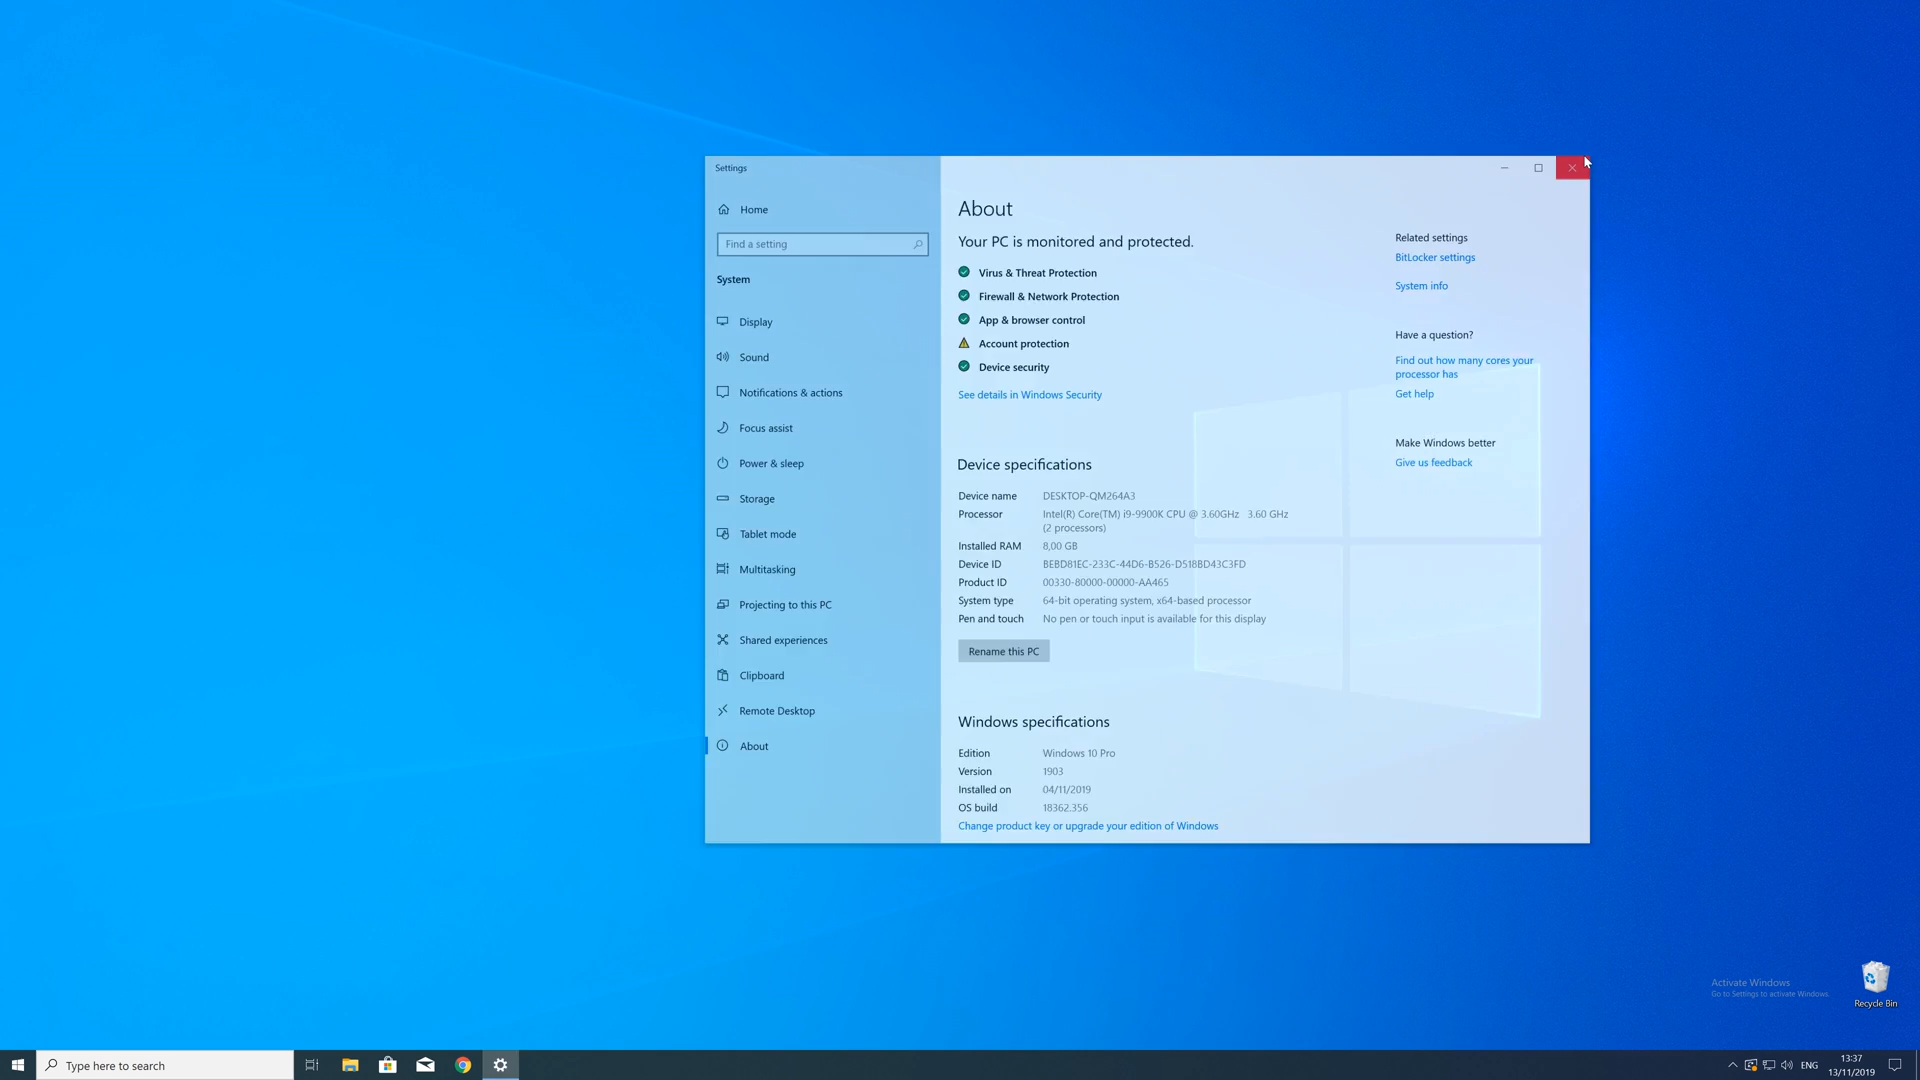 Settings
Home
Find a setting
System
Display
Sound
Notifications & actions
Focus assist
Power & sleep
Storage
Tablet mode
Multitasking
Projecting to this PC
Shared experiences
Clipboard
Remote Desktop
About
About
Your PC is monitored and protected.
Virus & Threat Protection
Firewall & Network Protection
App & browser control
Account protection
Device security
See details in Windows Security
Device specifications
Device name DESKTOP-QM264A3
Processor Intel(R) Core(TM) i9-9900K CPU @ 3.60GHz 3.60 GHz
(2 processors)
Installed RAM 8,00 GB
Device ID BEBD81EC-233C-44D6-B526-D518BD43C3FD
Product ID 00330-80000-00000-AA465
System type 64-bit operating system, x64-based processor
Pen and touch No pen or touch input is available for this display
Rename this PC
Windows specifications
Edition Windows 10 Pro
Version 1903
Installed on 04/11/2019
OS build 18362.356
Change product key or upgrade your edition of Windows
Related settings
BitLocker settings
System info
Have a question?
Find out how many cores your
processor has
Get help
Make Windows better
Give us feedback
Activate Windows
Go to Settings to activate Windows.
Recycle Bin
Type here to search
ENG
13:37
13/11/2019